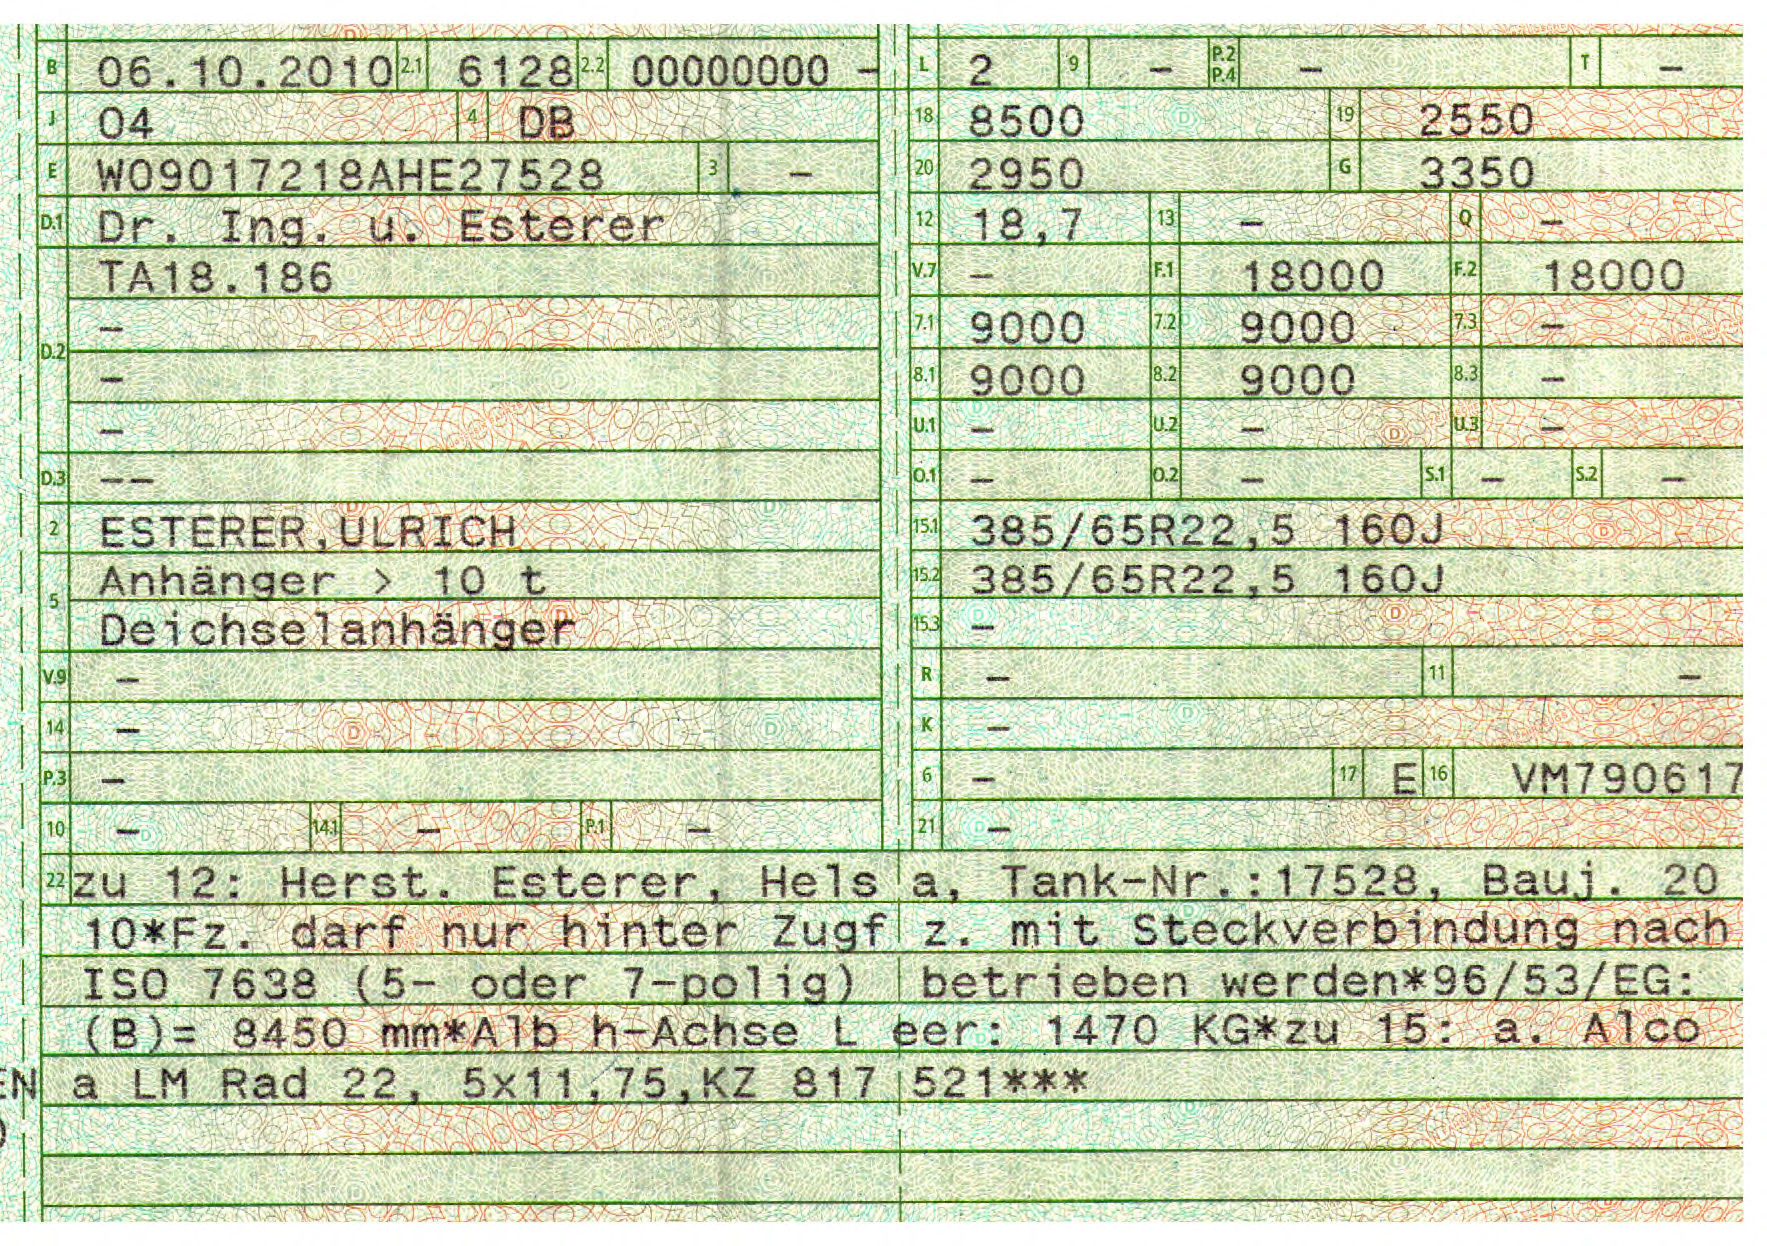 B 06.10.2010 2.1 6128 2.2 00000000 –
J 04 4 DB
E W09017218AHE27528 3 –
D.1 Dr. Ing. u. Esterer
TA18.186
–
D.2
–
–
D.3 --
2 ESTERER,ULRICH
Anhänger > 10 t
5
Deichselanhänger
V.9 –
14 –
P.3 –
10 – 14.1 – P.1 –
L 2 9 – P.2 P.4 – T –
18 8500 19 2550
20 2950 G 3350
12 18,7 13 – Q –
V.7 – F.1 18000 F.2 18000
7.1 9000 7.2 9000 7.3 –
8.1 9000 8.2 9000 8.3 –
U.1 – U.2 – U.3 –
O.1 – O.2 – S.1 – S.2 –
15.1 385/65R22,5 160J
15.2 385/65R22,5 160J
15.3 –
R – 11 –
K –
6 – 17 E 16 VM790617
21 –
22 zu 12: Herst. Esterer, Hels a, Tank-Nr.:17528, Bauj. 20
10*Fz. darf nur hinter Zugf z. mit Steckverbindung nach
ISO 7638 (5- oder 7-polig) betrieben werden*96/53/EG:
(B)= 8450 mm*Alb h-Achse L eer: 1470 KG*zu 15: a. Alco
EN a LM Rad 22, 5x11,75,KZ 817 521***